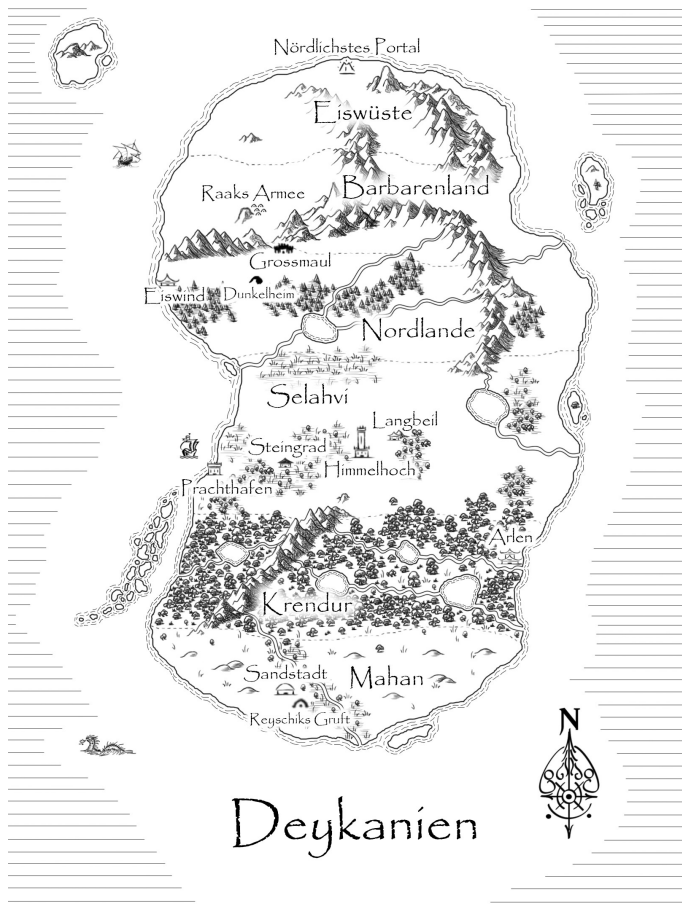 Nördlichstes Portal
Eiswüste
Barbarenland
Raaks Armee
Grossmaul
Eiswind
Dunkelheim
Nordlande
Selahvi
Langbeil
Steingrad
Himmelhoch
Prachthafen
Arlen
Krendur
Sandstadt
Mahan
Reyschiks Gruft
N
Deykanien